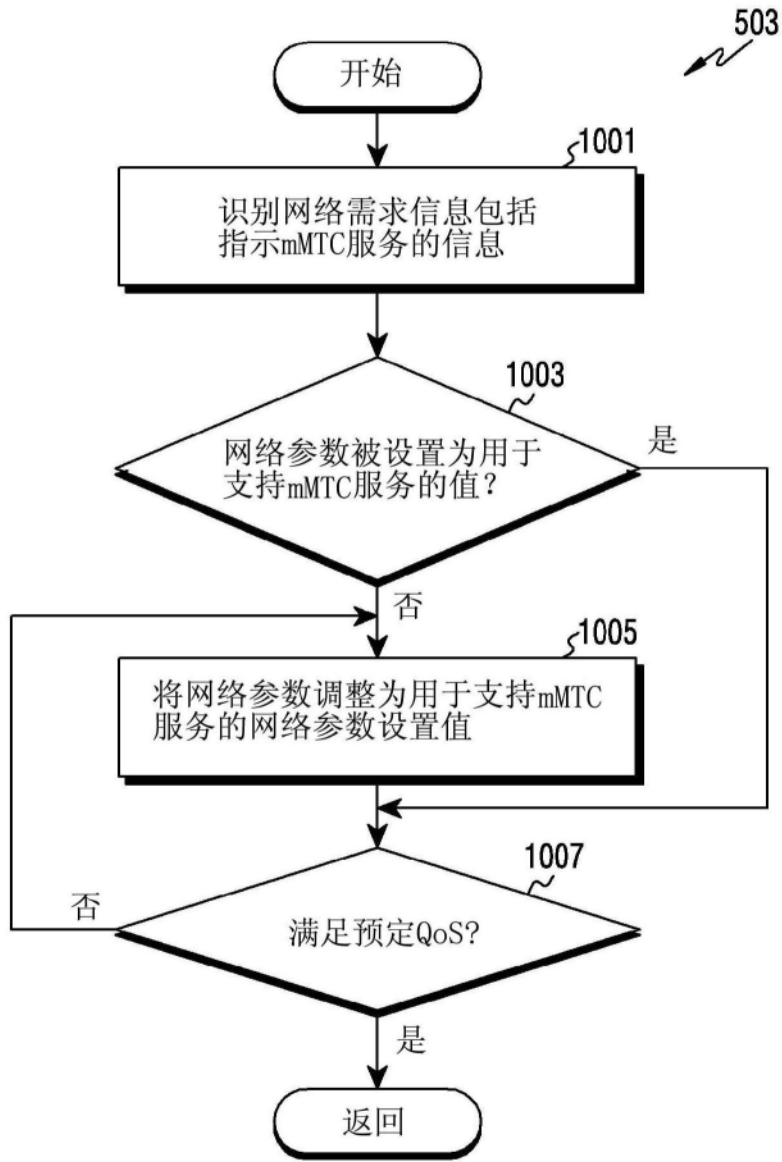 503
开始
1001
识别网络需求信息包括
指示mMTC服务的信息
1003
网络参数被设置为用于
支持mMTC服务的值？
是
否
1005
将网络参数调整为用于支持mMTC
服务的网络参数设置值
1007
否
满足预定QoS?
是
返回